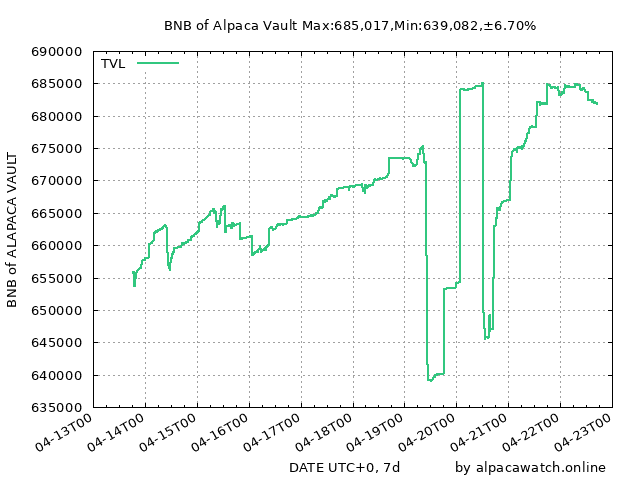 BNB of Alpaca Vault Max:685,017,Min:639,082,±6.70%
TVL
690000
685000
680000
675000
670000
665000
660000
655000
650000
645000
640000
635000
BNB of ALAPACA VAULT
04-13T00
04-14T00
04-15T00
04-16T00
04-17T00
04-18T00
04-19T00
04-20T00
04-21T00
04-22T00
04-23T00
DATE UTC+0, 7d
by alpacawatch.online